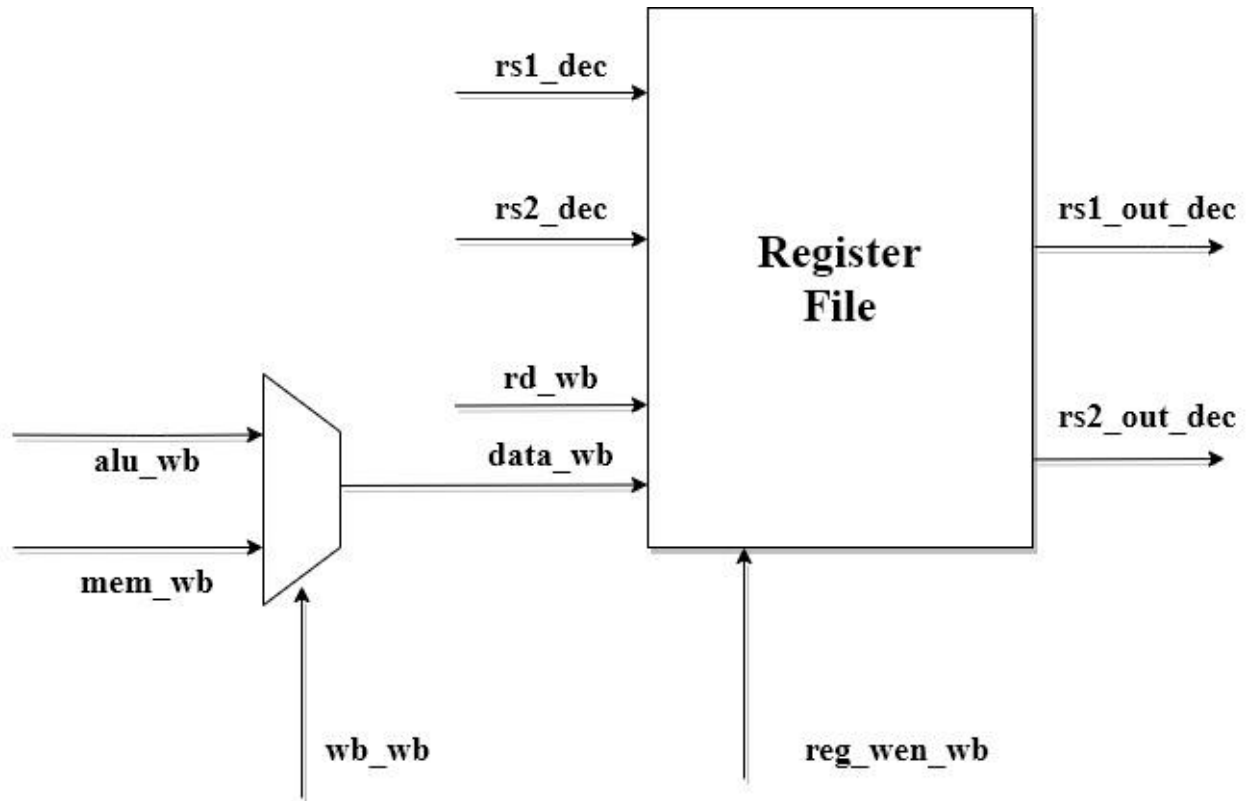 rs1_dec
rs2_dec
rs1_out_dec
Register
File
rd_wb
rs2_out_dec
alu_wb
data_wb
mem_wb
wb_wb
reg_wen_wb